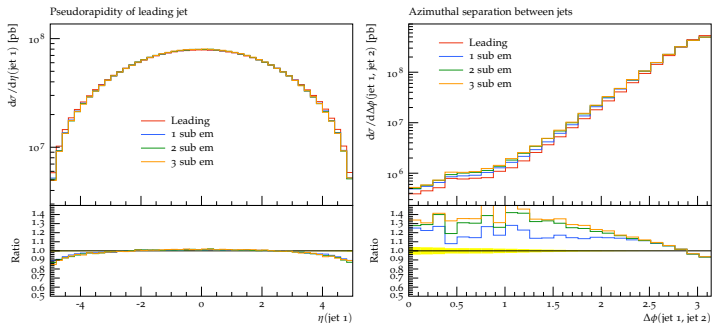 Pseudorapidity of leading jet
dσ/dη(jet 1) [pb]
10^8
10^7
Leading
1 sub em
2 sub em
3 sub em
Ratio
1.4
1.3
1.2
1.1
1.0
0.9
0.8
0.7
0.6
0.5
-4
-2
0
2
4
η(jet 1)
Azimuthal separation between jets
dσ/dΔϕ(jet 1, jet 2) [pb]
10^8
10^7
10^6
Leading
1 sub em
2 sub em
3 sub em
Ratio
1.4
1.3
1.2
1.1
1.0
0.9
0.8
0.7
0.6
0.5
0
0.5
1
1.5
2
2.5
3
Δϕ(jet 1, jet 2)